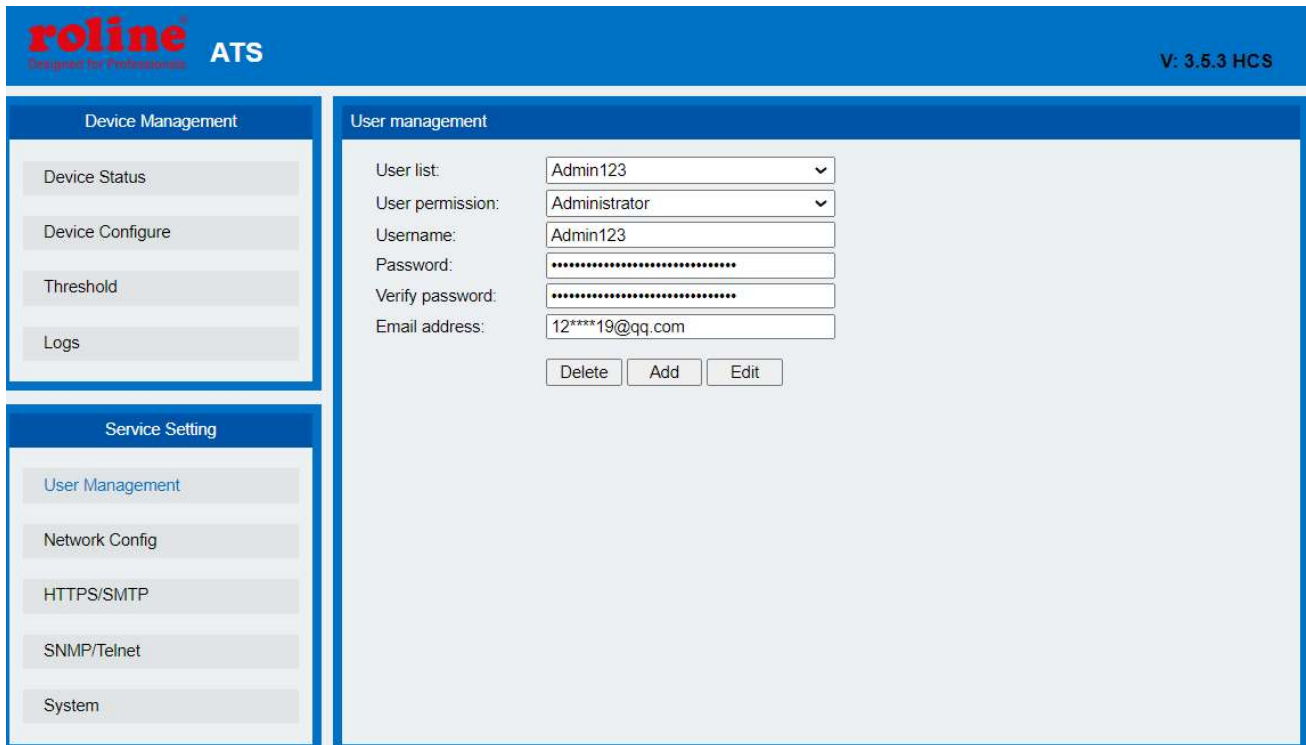 roline®
Designed for Professionals
ATS
V: 3.5.3 HCS
Device Management
Device Status
Device Configure
Threshold
Logs
Service Setting
User Management
Network Config
HTTPS/SMTP
SNMP/Telnet
System
User management
User list: Admin123
User permission: Administrator
Username: Admin123
Password: ••••••••••••••••••••••••••••••••
Verify password: ••••••••••••••••••••••••••••••••
Email address: 12****19@qq.com
Delete Add Edit